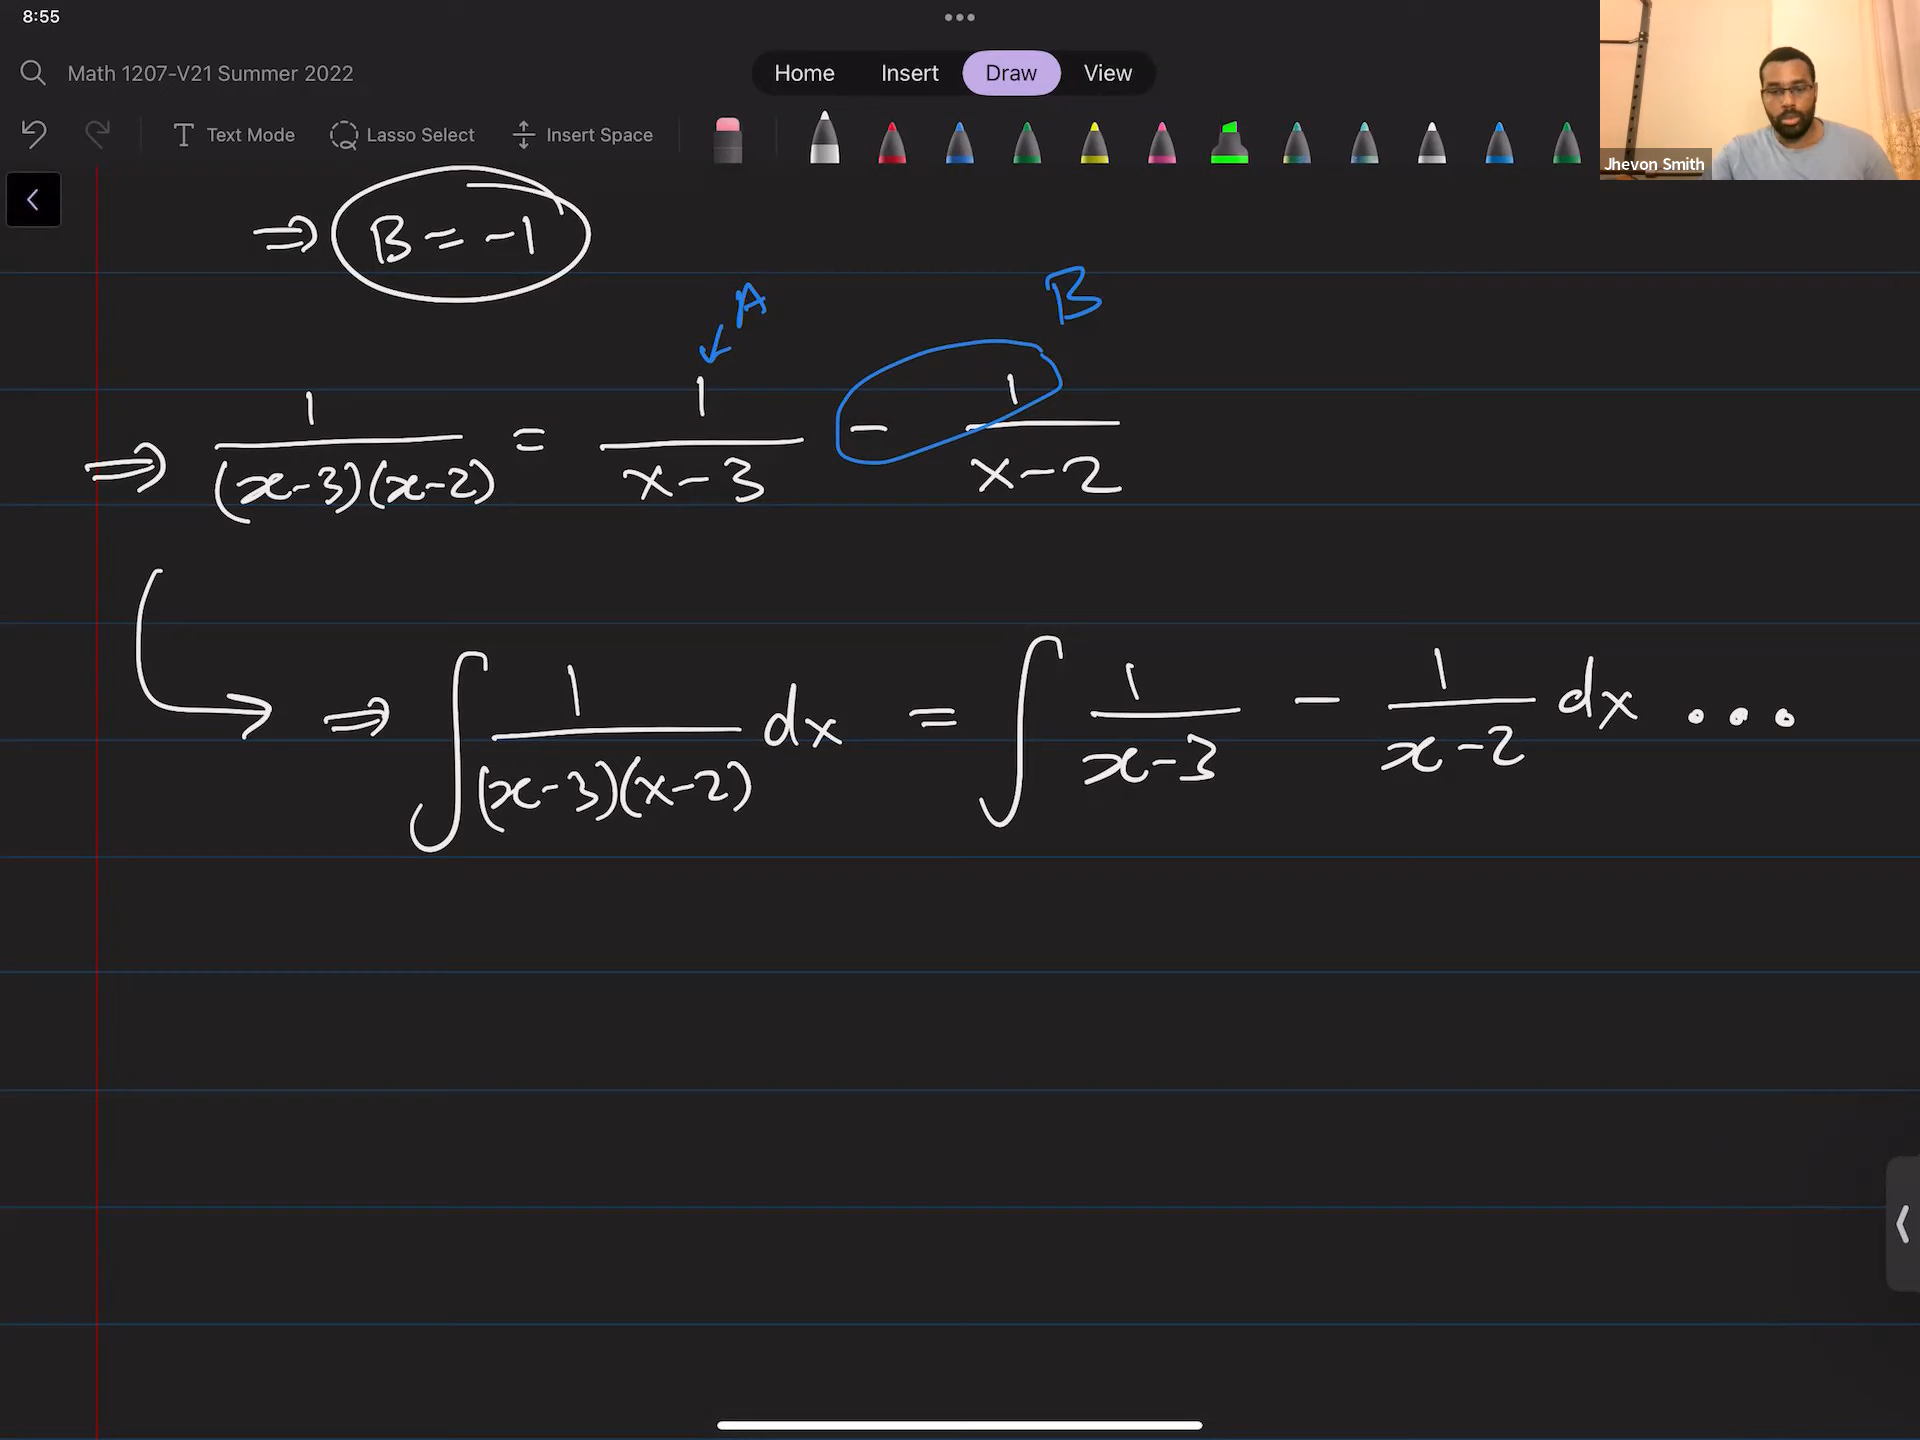 8:55
Math 1207-V21 Summer 2022
Home Insert Draw View
Text Mode Lasso Select Insert Space
Jhevon Smith
⇒ B = -1
A B
⇒ 1/((x-3)(x-2)) = 1/(x-3) - 1/(x-2)
⇒ ∫ 1/((x-3)(x-2)) dx = ∫ 1/(x-3) - 1/(x-2) dx ...